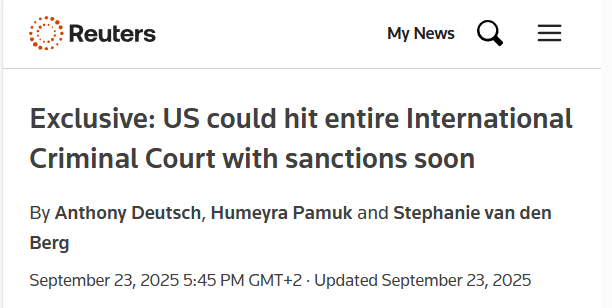 Reuters
My News
Exclusive: US could hit entire International
Criminal Court with sanctions soon
By Anthony Deutsch, Humeyra Pamuk and Stephanie van den
Berg
September 23, 2025 5:45 PM GMT+2 · Updated September 23, 2025